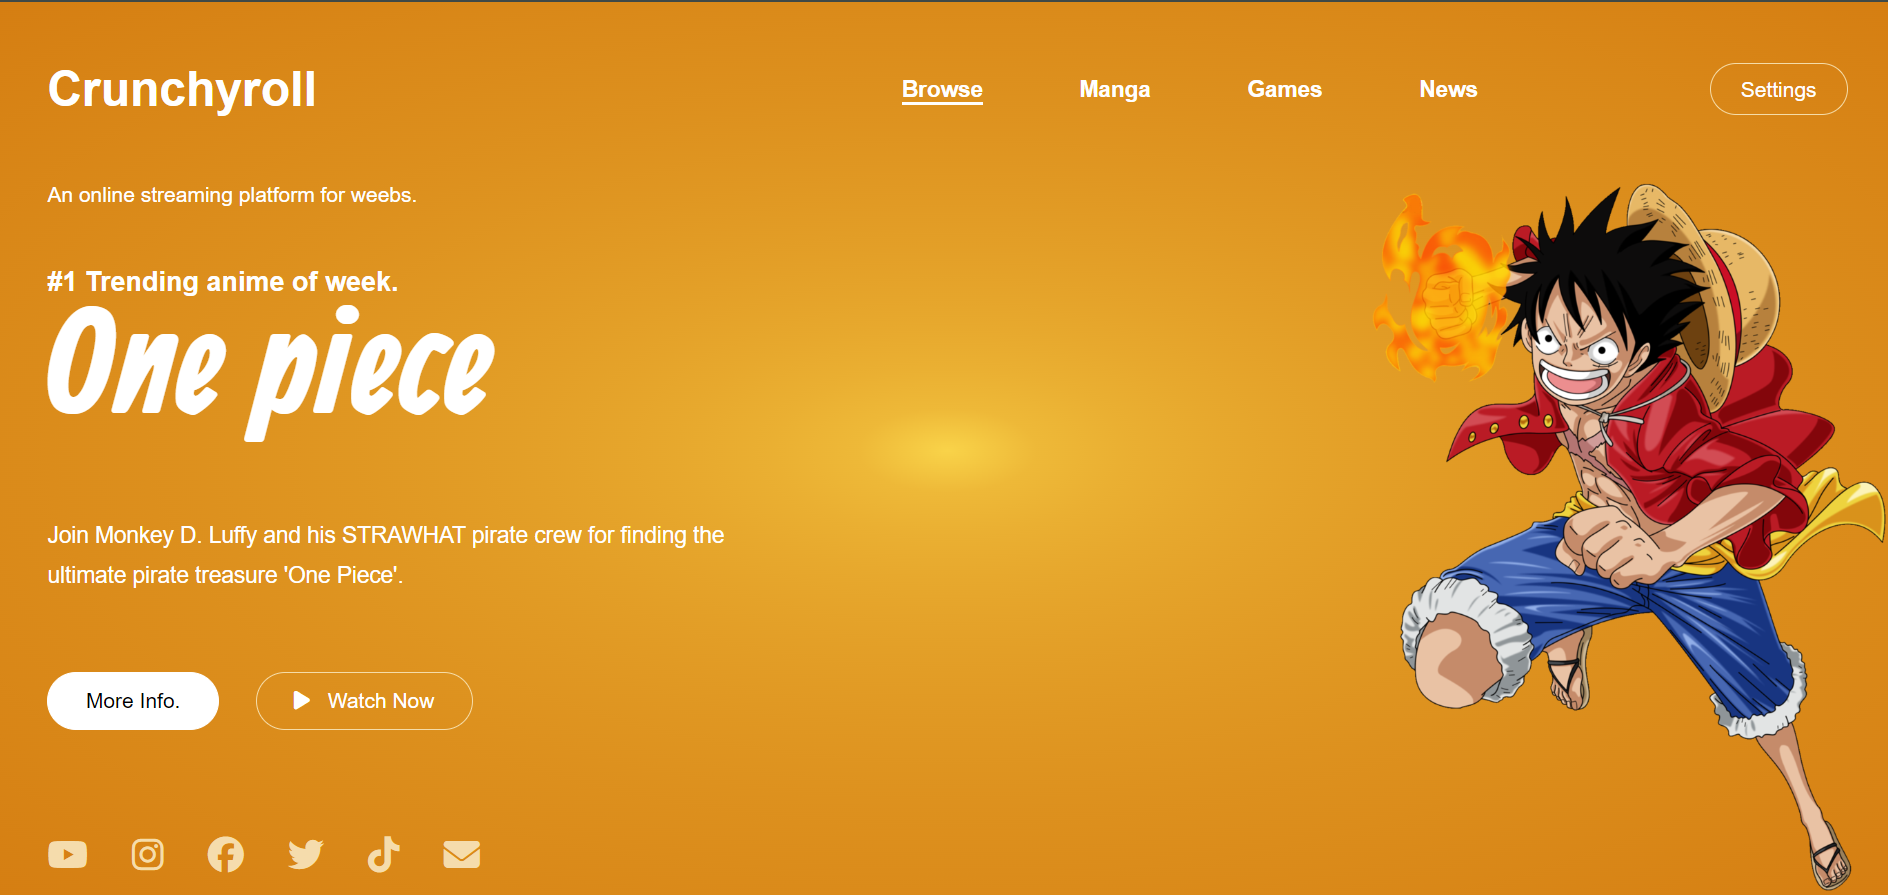 Crunchyroll
Browse
Manga
Games
News
Settings
An online streaming platform for weebs.
#1 Trending anime of week.
One piece
Join Monkey D. Luffy and his STRAWHAT pirate crew for finding the
ultimate pirate treasure 'One Piece'.
More Info.
Watch Now